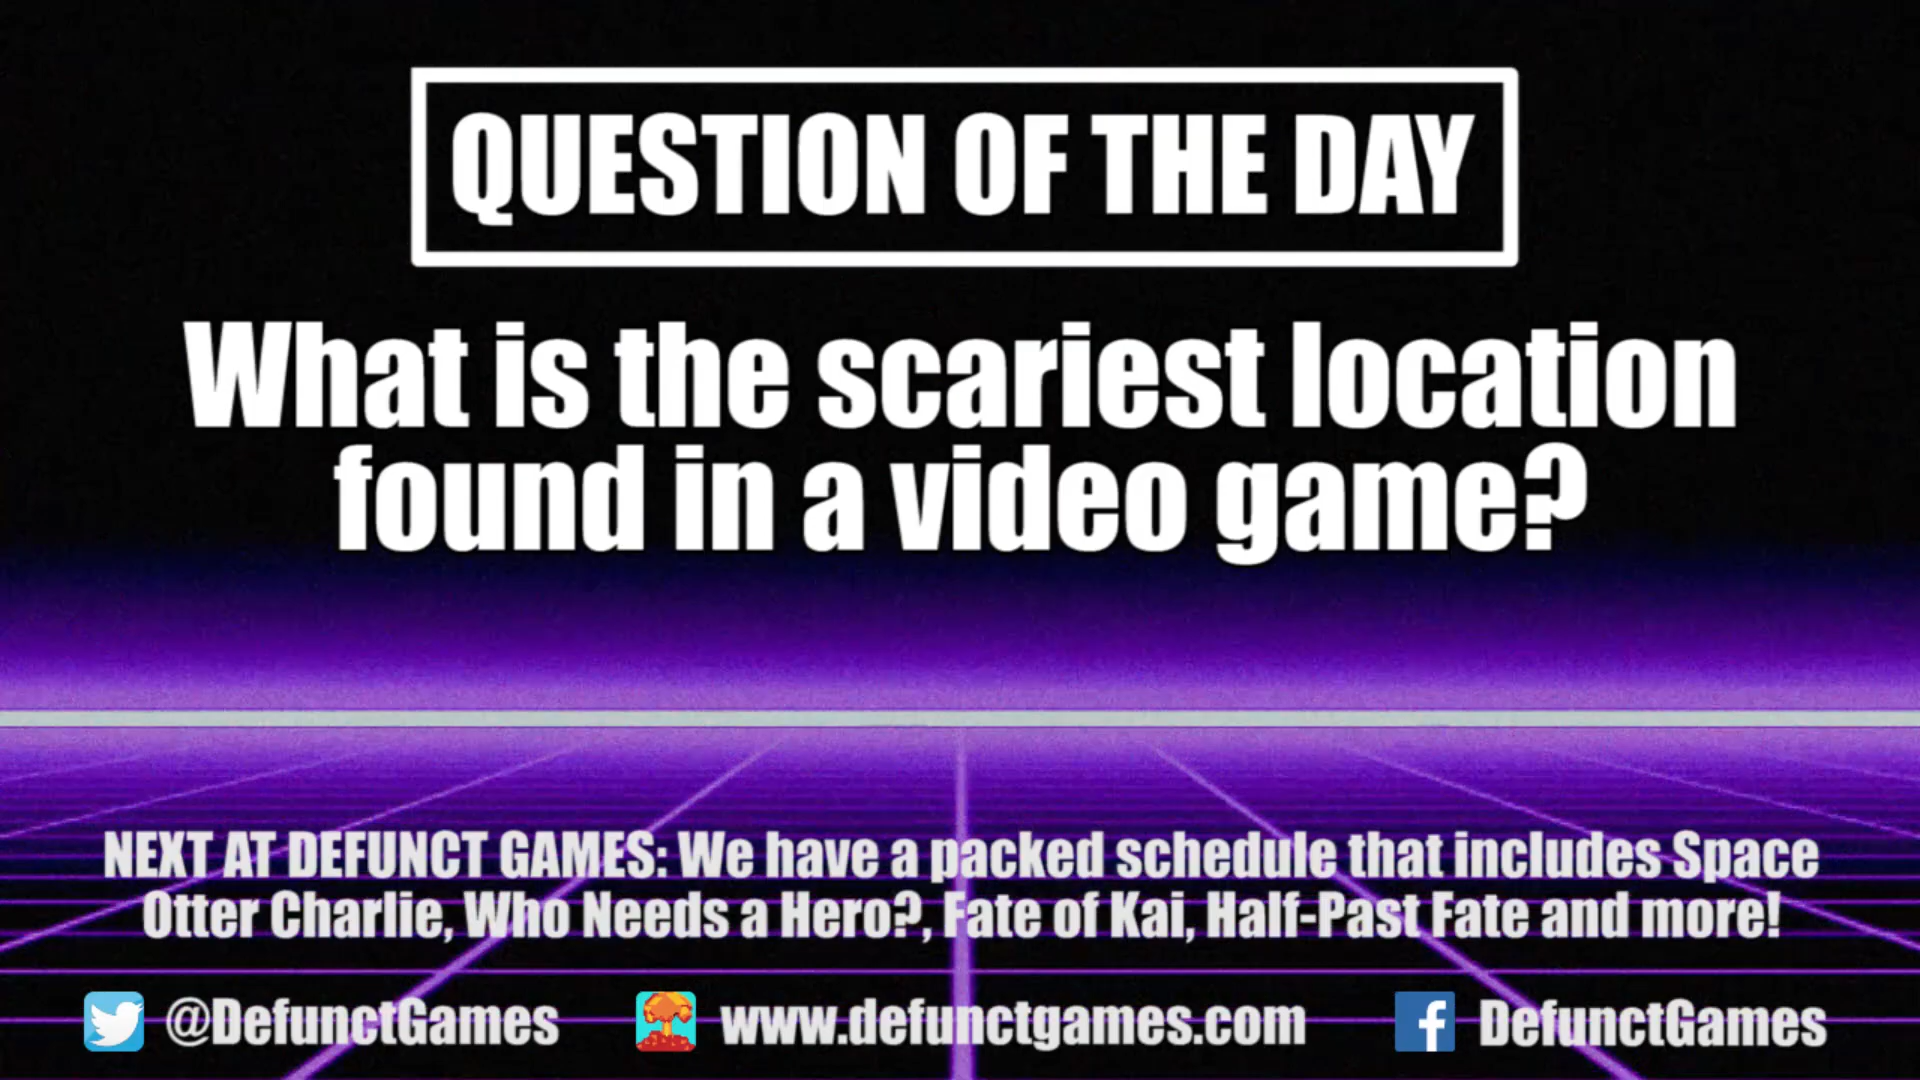 QUESTION OF THE DAY
What is the scariest location
found in a video game?
NEXT AT DEFUNCT GAMES: We have a packed schedule that includes Space
Otter Charlie, Who Needs a Hero?, Fate of Kai, Half-Past Fate and more!
@DefunctGames www.defunctgames.com DefunctGames